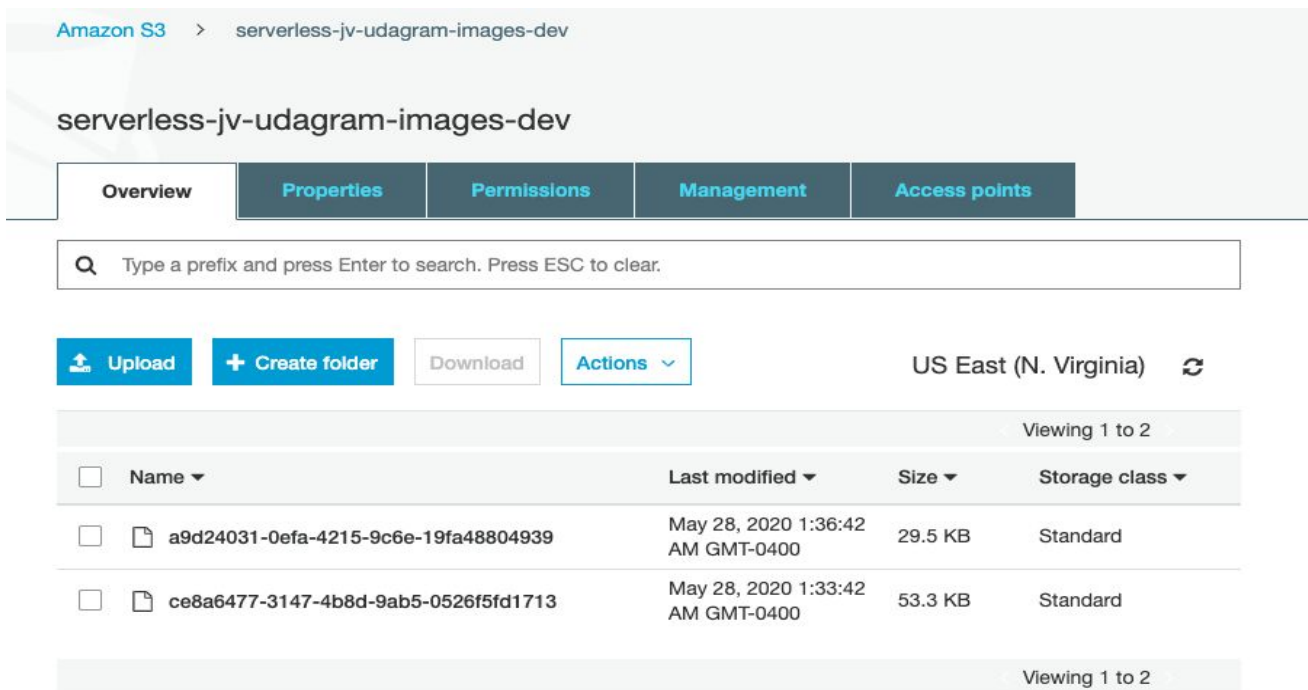 Amazon S3 > serverless-jv-udagram-images-dev
serverless-jv-udagram-images-dev
Overview Properties Permissions Management Access points
Type a prefix and press Enter to search. Press ESC to clear.
Upload + Create folder Download Actions US East (N. Virginia)
Viewing 1 to 2
Name Last modified Size Storage class
a9d24031-0efa-4215-9c6e-19fa48804939 May 28, 2020 1:36:42 AM GMT-0400 29.5 KB Standard
ce8a6477-3147-4b8d-9ab5-0526f5fd1713 May 28, 2020 1:33:42 AM GMT-0400 53.3 KB Standard
Viewing 1 to 2